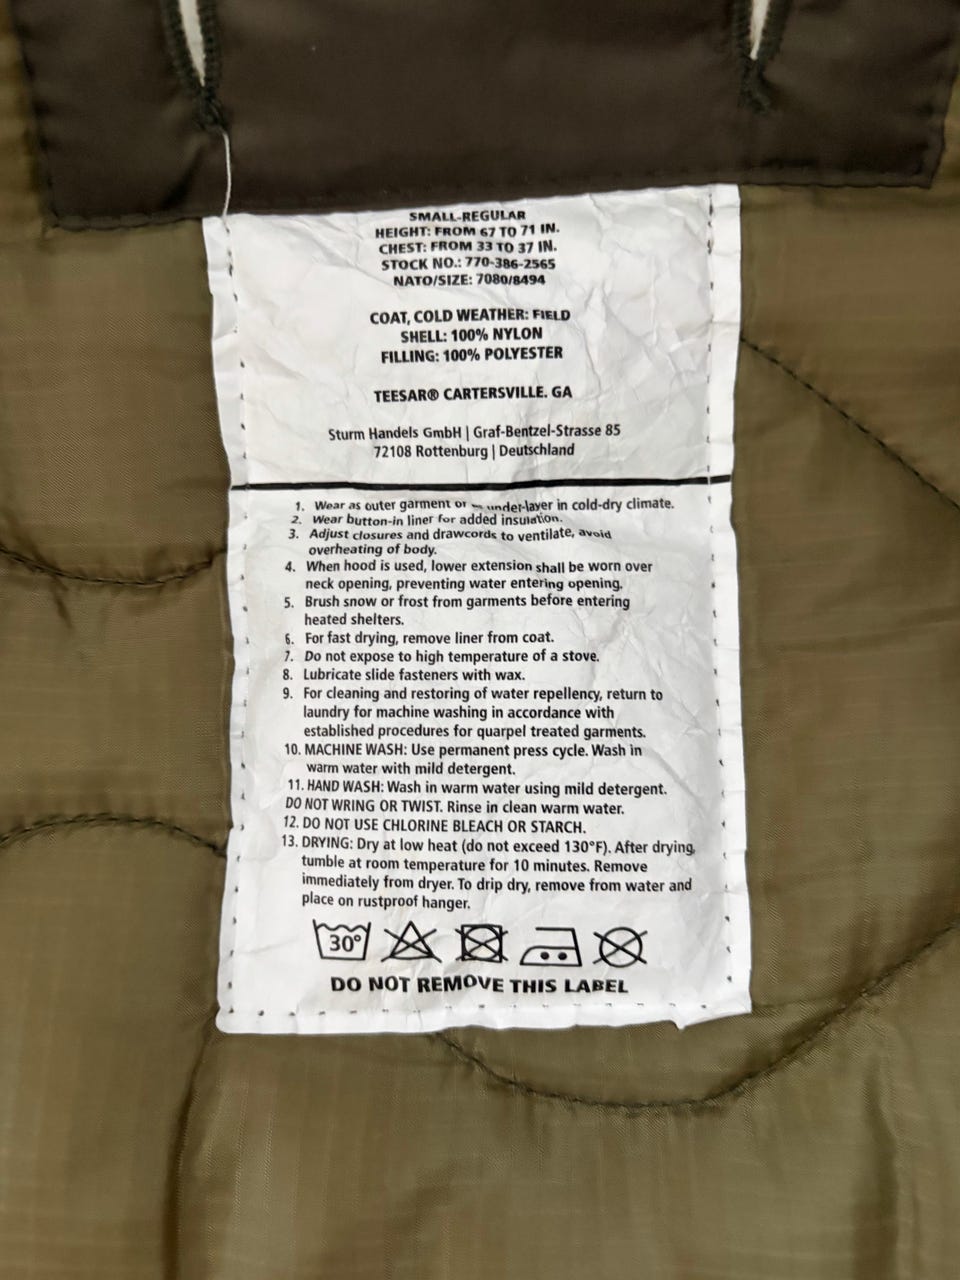 SMALL-REGULAR
HEIGHT: FROM 67 TO 71 IN.
CHEST: FROM 33 TO 37 IN.
STOCK NO.: 770-386-2565
NATO/SIZE: 7080/8494
COAT, COLD WEATHER: FIELD
SHELL: 100% NYLON
FILLING: 100% POLYESTER
TEESAR® CARTERSVILLE. GA
Sturm Handels GmbH | Graf-Bentzel-Strasse 85
72108 Rottenburg | Deutschland
1. Wear as outer garment or under-layer in cold-dry climate.
2. Wear button-in liner for added insulation.
3. Adjust closures and drawcords to ventilate, avoid
overheating of body.
4. When hood is used, lower extension shall be worn over
neck opening, preventing water entering opening.
5. Brush snow or frost from garments before entering
heated shelters.
6. For fast drying, remove liner from coat.
7. Do not expose to high temperature of a stove.
8. Lubricate slide fasteners with wax.
9. For cleaning and restoring of water repellency, return to
laundry for machine washing in accordance with
established procedures for quarpel treated garments.
10. MACHINE WASH: Use permanent press cycle. Wash in
warm water with mild detergent.
11. HAND WASH: Wash in warm water using mild detergent.
DO NOT WRING OR TWIST. Rinse in clean warm water.
12. DO NOT USE CHLORINE BLEACH OR STARCH.
13. DRYING: Dry at low heat (do not exceed 130°F). After drying,
tumble at room temperature for 10 minutes. Remove
immediately from dryer. To drip dry, remove from water and
place on rustproof hanger.
30°
DO NOT REMOVE THIS LABEL